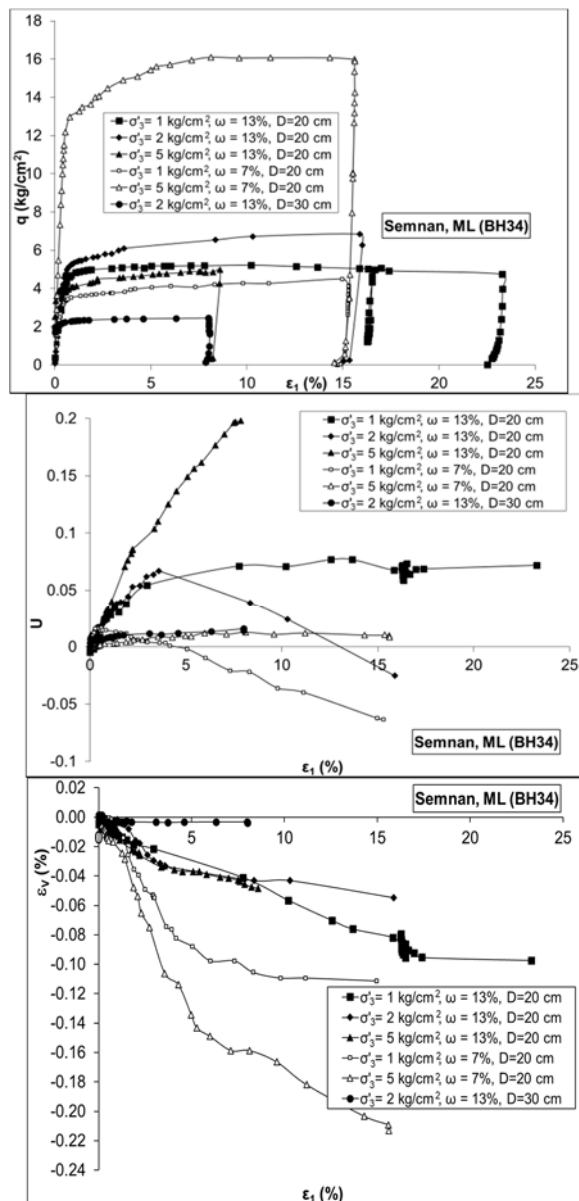 18
16
14
12
10
8
6
4
2
0
q (kg/cm²)
σ'₃= 1 kg/cm², ω = 13%, D=20 cm
σ'₃= 2 kg/cm², ω = 13%, D=20 cm
σ'₃= 5 kg/cm², ω = 13%, D=20 cm
σ'₃= 1 kg/cm², ω = 7%, D=20 cm
σ'₃= 5 kg/cm², ω = 7%, D=20 cm
σ'₃= 2 kg/cm², ω = 13%, D=30 cm
Semnan, ML (BH34)
0 5 10 15 20 25
ε₁ (%)
0.2
0.15
0.1
0.05
0
-0.05
-0.1
U
σ'₃= 1 kg/cm², ω = 13%, D=20 cm
σ'₃= 2 kg/cm², ω = 13%, D=20 cm
σ'₃= 5 kg/cm², ω = 13%, D=20 cm
σ'₃= 1 kg/cm², ω = 7%, D=20 cm
σ'₃= 5 kg/cm², ω = 7%, D=20 cm
σ'₃= 2 kg/cm², ω = 13%, D=30 cm
0 5 10 15 20 25
Semnan, ML (BH34)
ε₁ (%)
Semnan, ML (BH34)
0.02
0.00
-0.02
-0.04
-0.06
-0.08
-0.10
-0.12
-0.14
-0.16
-0.18
-0.20
-0.22
-0.24
εᵥ (%)
0 5 10 15 20 25
σ'₃= 1 kg/cm², ω = 13%, D=20 cm
σ'₃= 2 kg/cm², ω = 13%, D=20 cm
σ'₃= 5 kg/cm², ω = 13%, D=20 cm
σ'₃= 1 kg/cm², ω = 7%, D=20 cm
σ'₃= 5 kg/cm², ω = 7%, D=20 cm
σ'₃= 2 kg/cm², ω = 13%, D=30 cm
ε₁ (%)